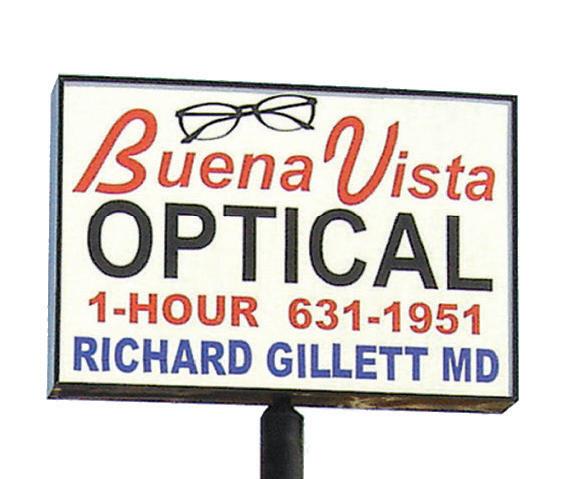 Buena Vista
OPTICAL
1-HOUR 631-1951
RICHARD GILLETT MD